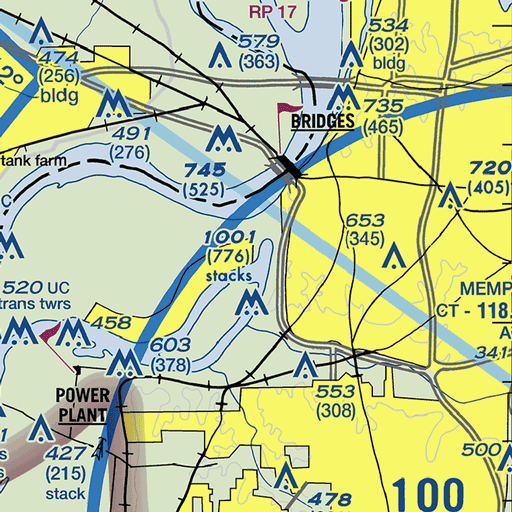 RP 17
579
(363)
534
(302)
bldg
474
(256)
bldg
2°
735
(465)
BRIDGES
491
(276)
tank farm
745
(525)
720
(405)
C
653
(345)
1001
(776)
stacks
520 UC
trans twrs
MEMP
CT - 118.
A
341
458
603
(378)
POWER
PLANT
553
(308)
427
(215)
stack
1
s
500
478
100